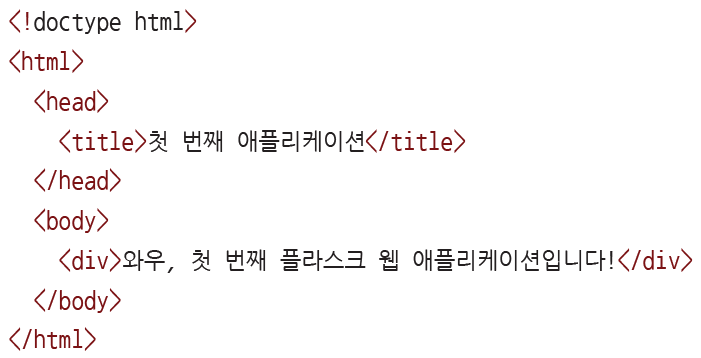 <!doctype html>
<html>
  <head>
    <title>첫 번째 애플리케이션</title>
  </head>
  <body>
    <div>와우, 첫 번째 플라스크 웹 애플리케이션입니다!</div>
  </body>
</html>